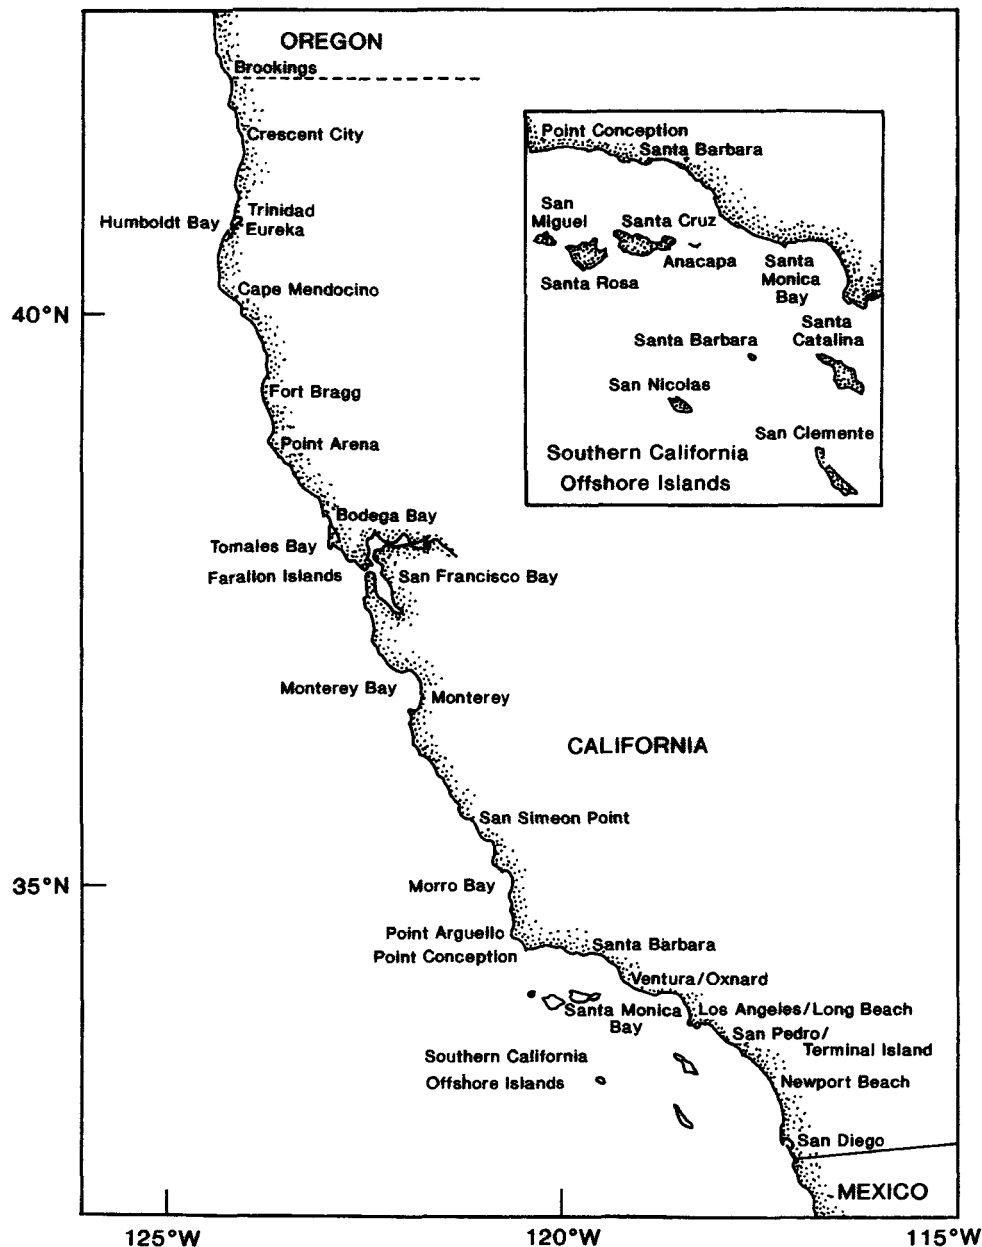 OREGON
Brookings
Crescent City
Trinidad
Humboldt Bay
Eureka
Cape Mendocino
40°N
Fort Bragg
Point Arena
Bodega Bay
Tomales Bay
Farallon Islands
San Francisco Bay
Monterey Bay
Monterey
CALIFORNIA
San Simeon Point
35°N
Morro Bay
Point Arguello
Point Conception
Santa Barbara
Ventura/Oxnard
Santa Monica
Bay
Los Angeles/Long Beach
San Pedro/
Terminal Island
Southern California
Offshore Islands
Newport Beach
San Diego
MEXICO
125°W
120°W
115°W
Point Conception
Santa Barbara
San
Miguel
Santa Cruz
Anacapa
Santa Rosa
Santa
Monica
Bay
Santa
Catalina
Santa Barbara
San Nicolas
San Clemente
Southern California
Offshore Islands